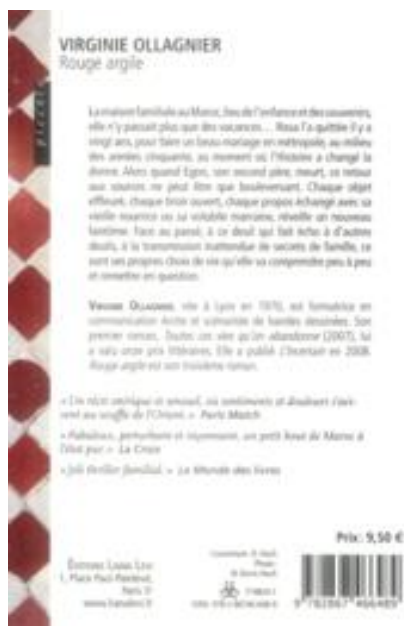 VIRGINIE OLLAGNIER
Rouge argile
piccolo
La maison familiale au Maroc, lieu de l'enfance et des souvenirs,
elle n'y passait plus que des vacances... Rosa l'a quittée il y a
vingt ans, pour faire un beau mariage en métropole, au milieu
des années cinquante, au moment où l'Histoire a changé la
donne. Alors quand Egon, son second père, meurt, ce retour
aux sources ne peut être que bouleversant. Chaque objet
effleuré, chaque tiroir ouvert, chaque propos échangé avec sa
vieille nourrice ou sa volubile marraine, réveille un nouveau
fantôme. Face au passé, à ce deuil qui fait écho à d'autres
deuils, à la transmission inattendue de secrets de famille, ce
sont ses propres choix de vie qu'elle va comprendre peu à peu
et remettre en question.
VIRGINIE OLLAGNIER, née à Lyon en 1970, est formatrice en
communication écrite et scénariste de bandes dessinées. Son
premier roman, Toutes ces vies qu'on abandonne (2007), lui
a valu onze prix littéraires. Elle a publié L'Incertain en 2008.
Rouge argile est son troisième roman.
« Un récit onirique et sensuel, où sentiments et douleurs s'avi-
vent au souffle de l'Orient. » Paris Match
« Fabuleux, perturbant et rayonnant, un petit bout de Maroc à
l'état pur. » La Croix
« Joli thriller familial. » Le Monde des livres
Prix: 9,50 €
ÉDITIONS LIANA LEVI
1, Place Paul-Painlevé,
Paris 5e
www.lianalevi.fr
9 782867 466489